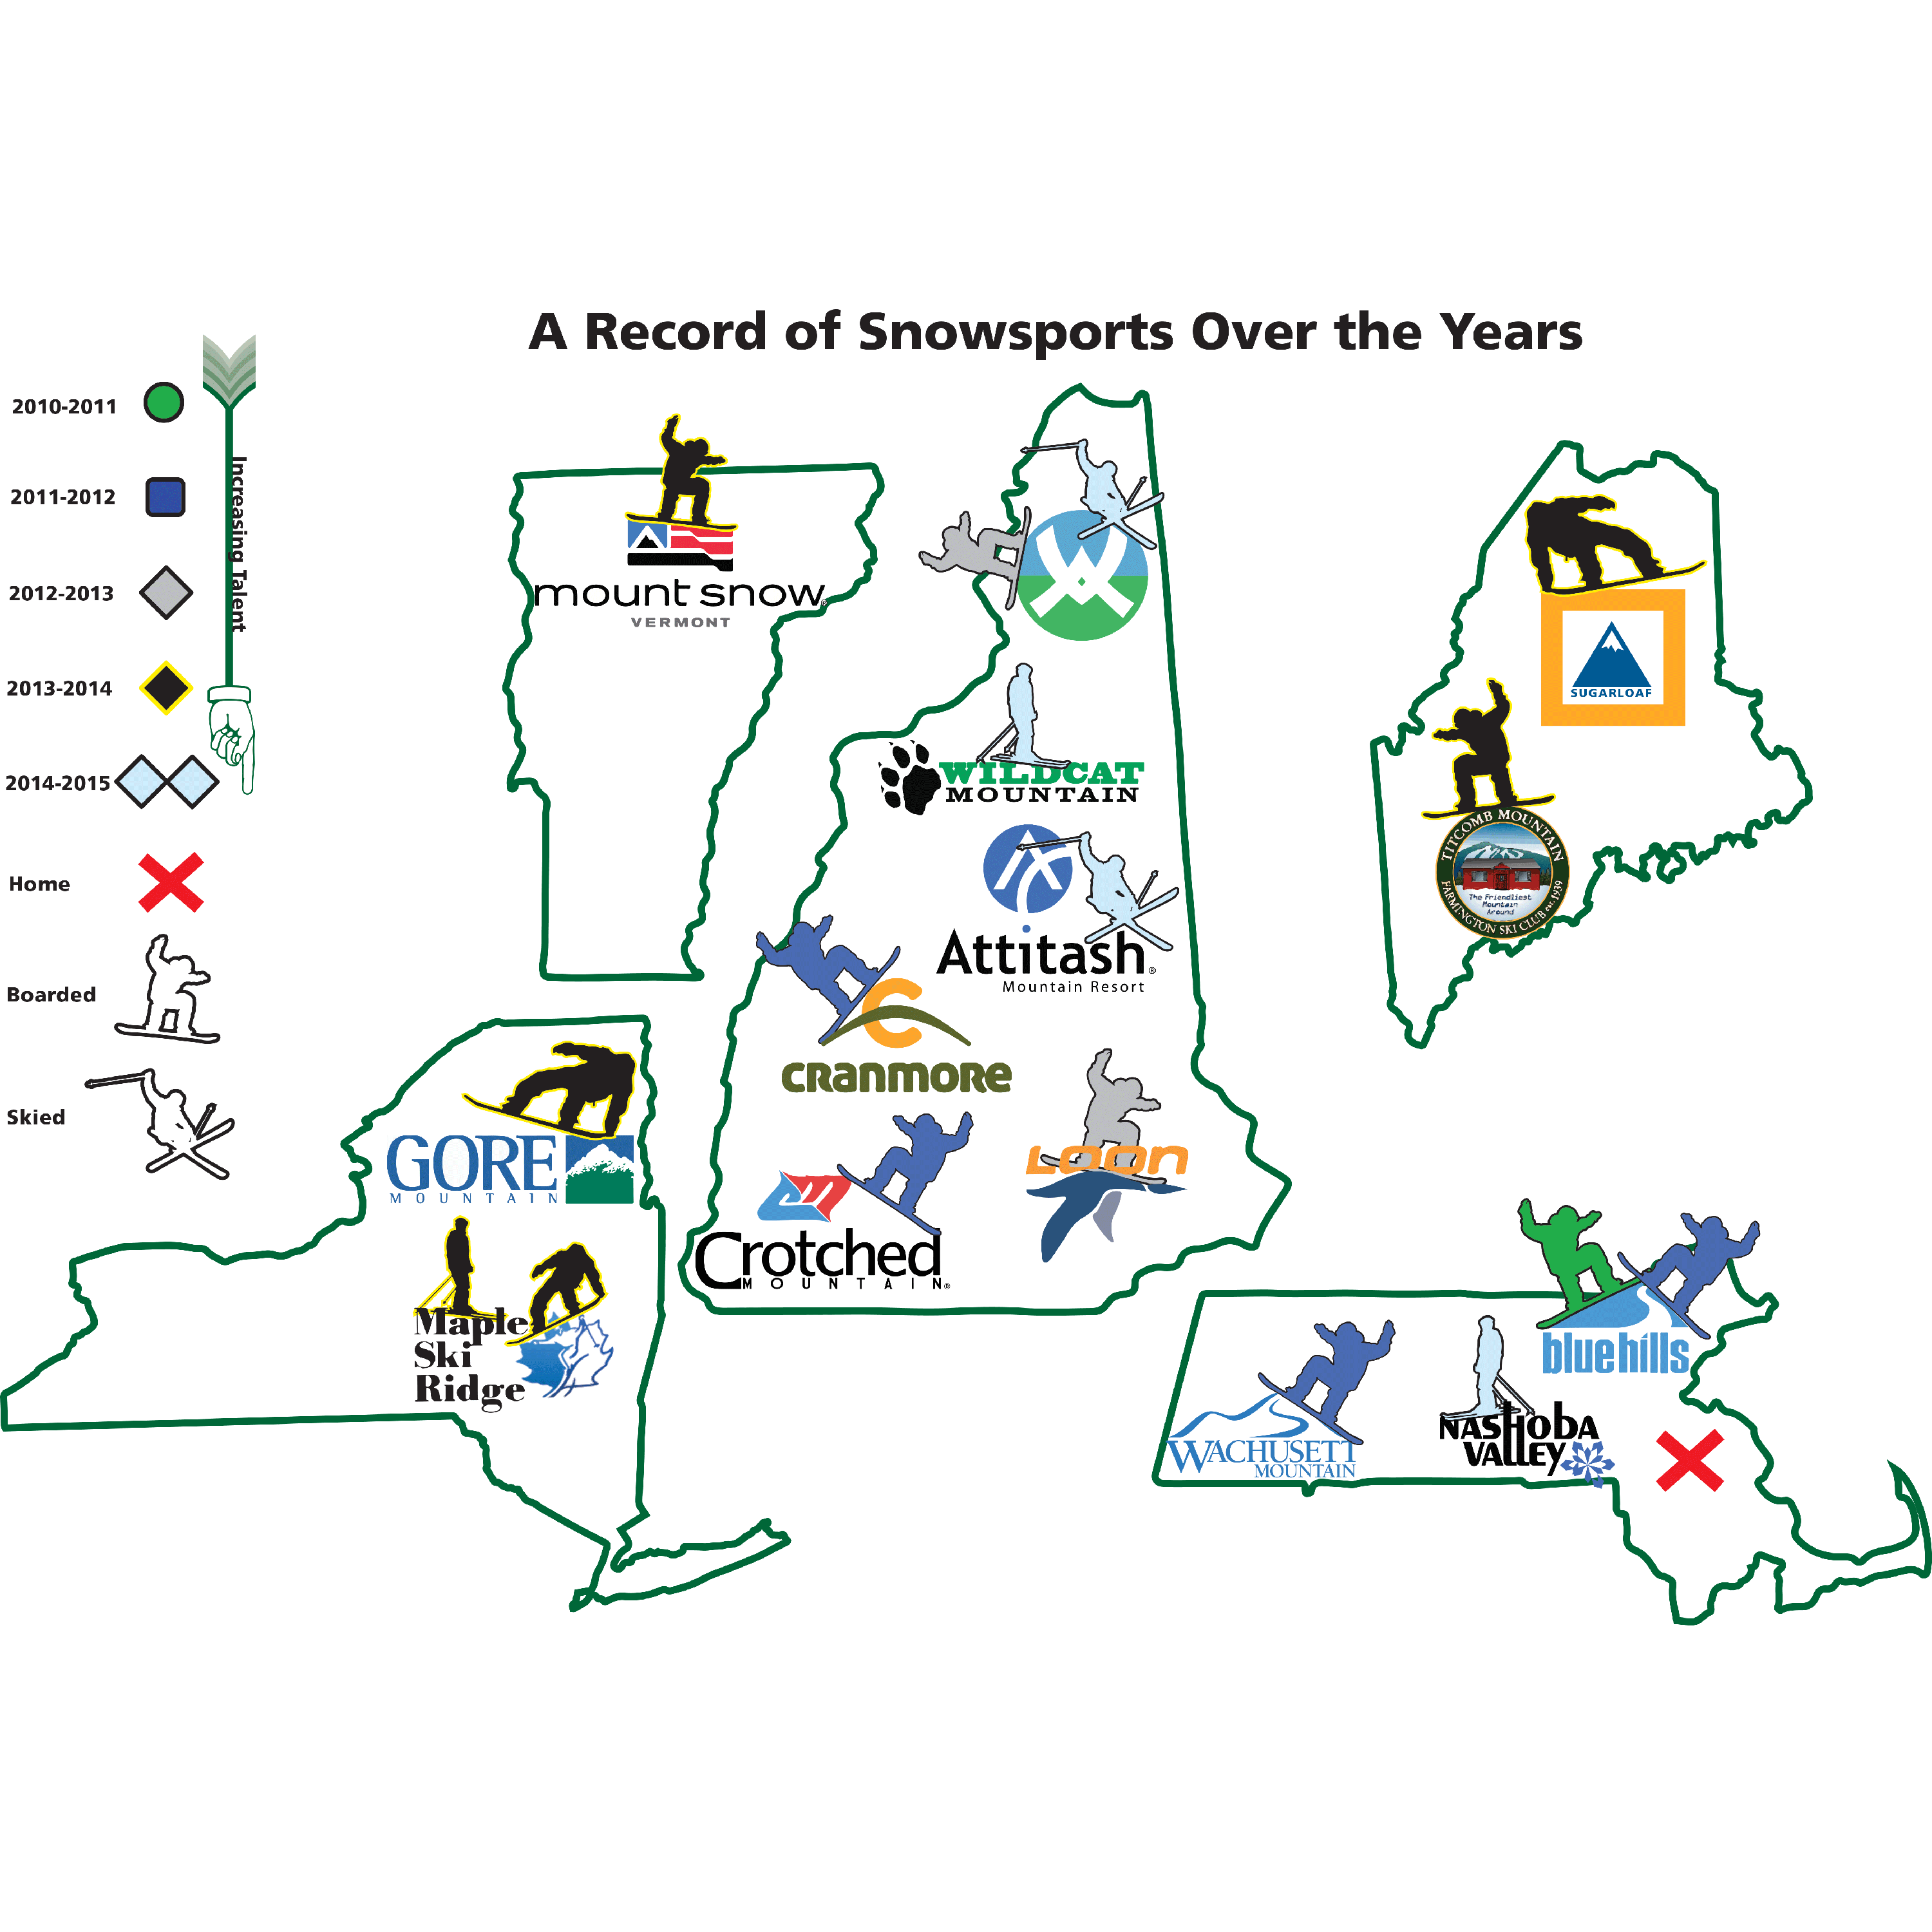 A Record of Snowsports Over the Years
2010-2011
2011-2012
2012-2013
2013-2014
2014-2015
Home
Boarded
Skied
Increasing Talent
mount snow®
VERMONT
WILDCAT
MOUNTAIN
Attitash®
Mountain Resort
CRANMORE
LOON
Crotched
MOUNTAIN®
SUGARLOAF
TITCOMB MOUNTAIN
The Friendliest
Mountain
Around
FARMINGTON SKI CLUB est. 1939
GORE
MOUNTAIN
Maple
Ski
Ridge
blue hills
WACHUSETT
MOUNTAIN
NASHOBA
VALLEY